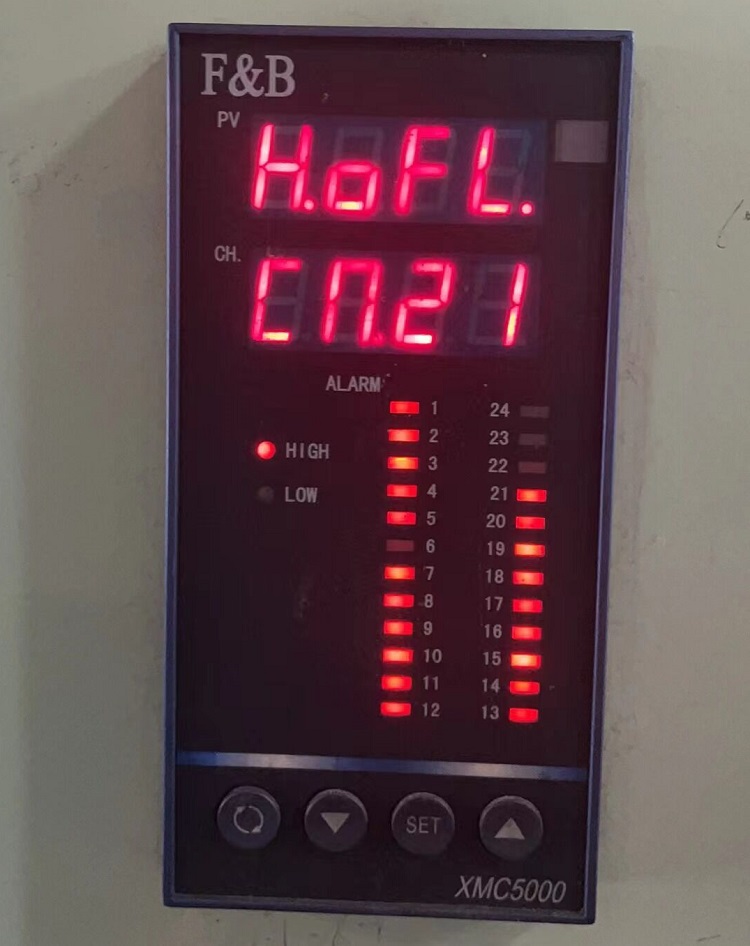 F&B
PV
H.oFL.
CH.
CH.21
ALARM
1 24
2 23
HIGH 3 22
4 21
LOW 5 20
6 19
7 18
8 17
9 16
10 15
11 14
12 13
SET
XMC5000